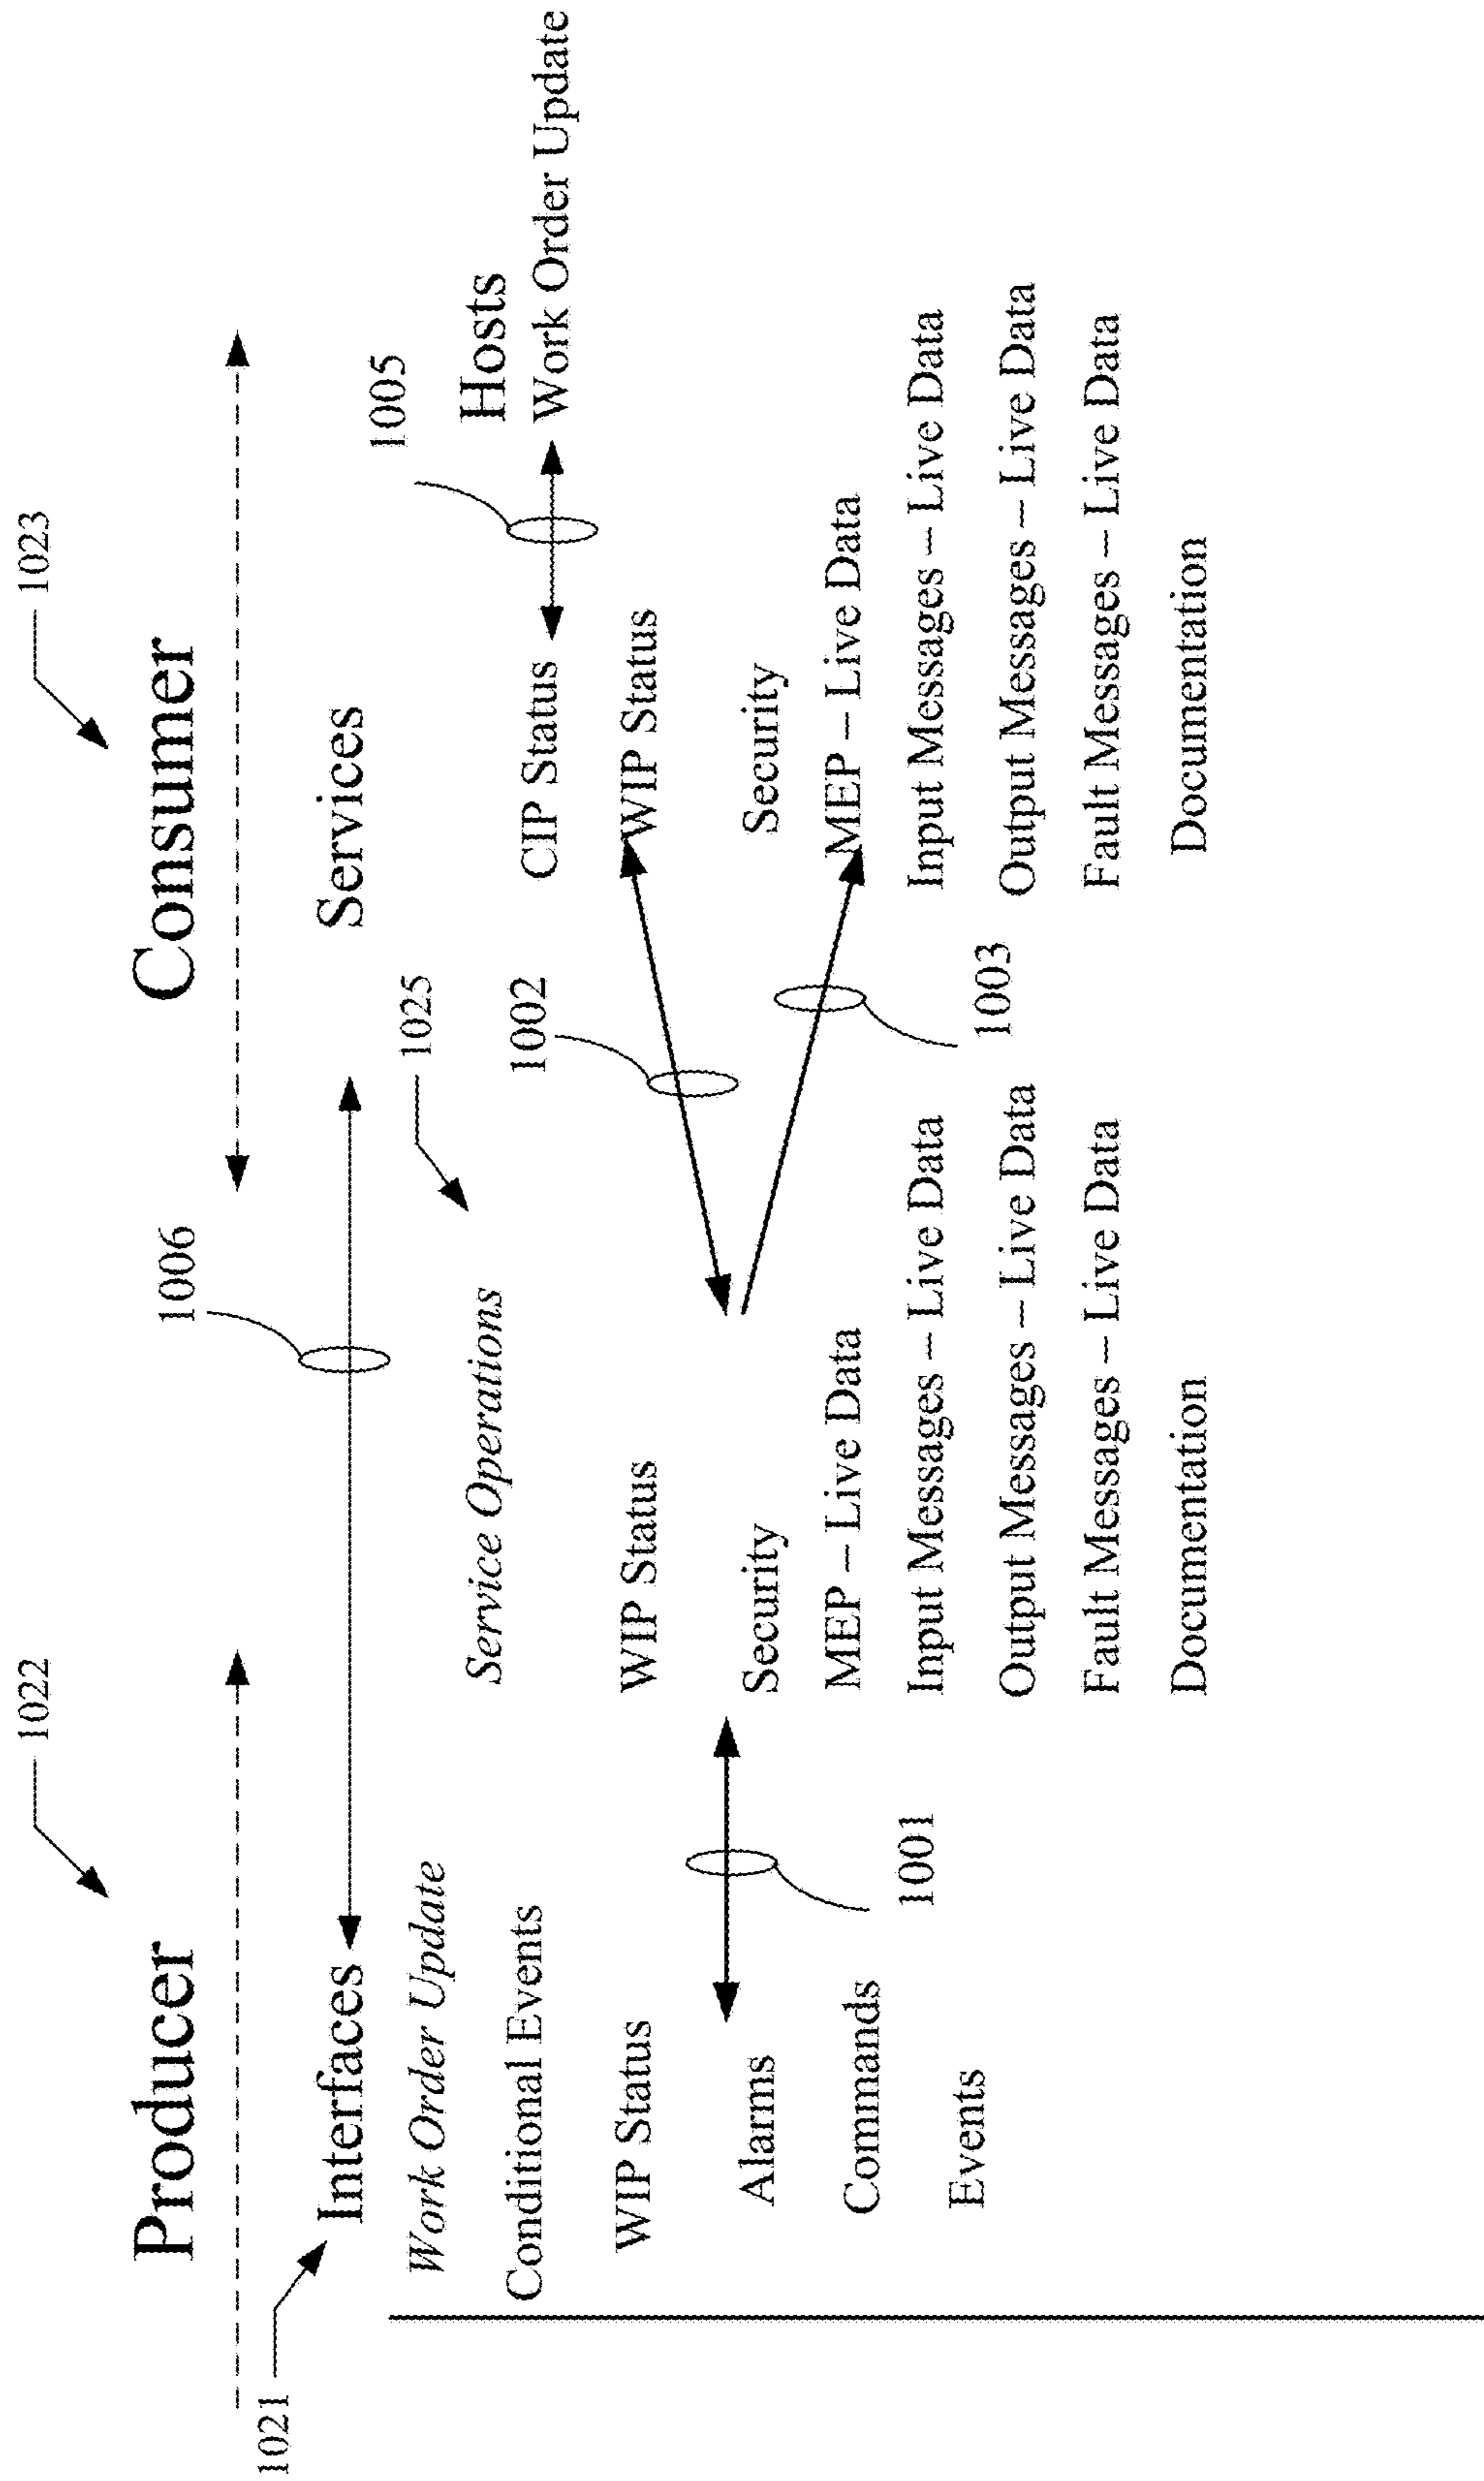 1022
1023
Producer
Consumer
1006
1021
Interfaces
Services
Work Order Update
1025
1005
Service Operations
Hosts
Conditional Events
1002
CIP Status
Work Order Update
WIP Status
WIP Status
WIP Status
Alarms
Security
Security
Commands
MEP – Live Data
MEP – Live Data
1001
Input Messages – Live Data
Input Messages – Live Data
Events
1003
Output Messages – Live Data
Output Messages – Live Data
Fault Messages – Live Data
Fault Messages – Live Data
Documentation
Documentation